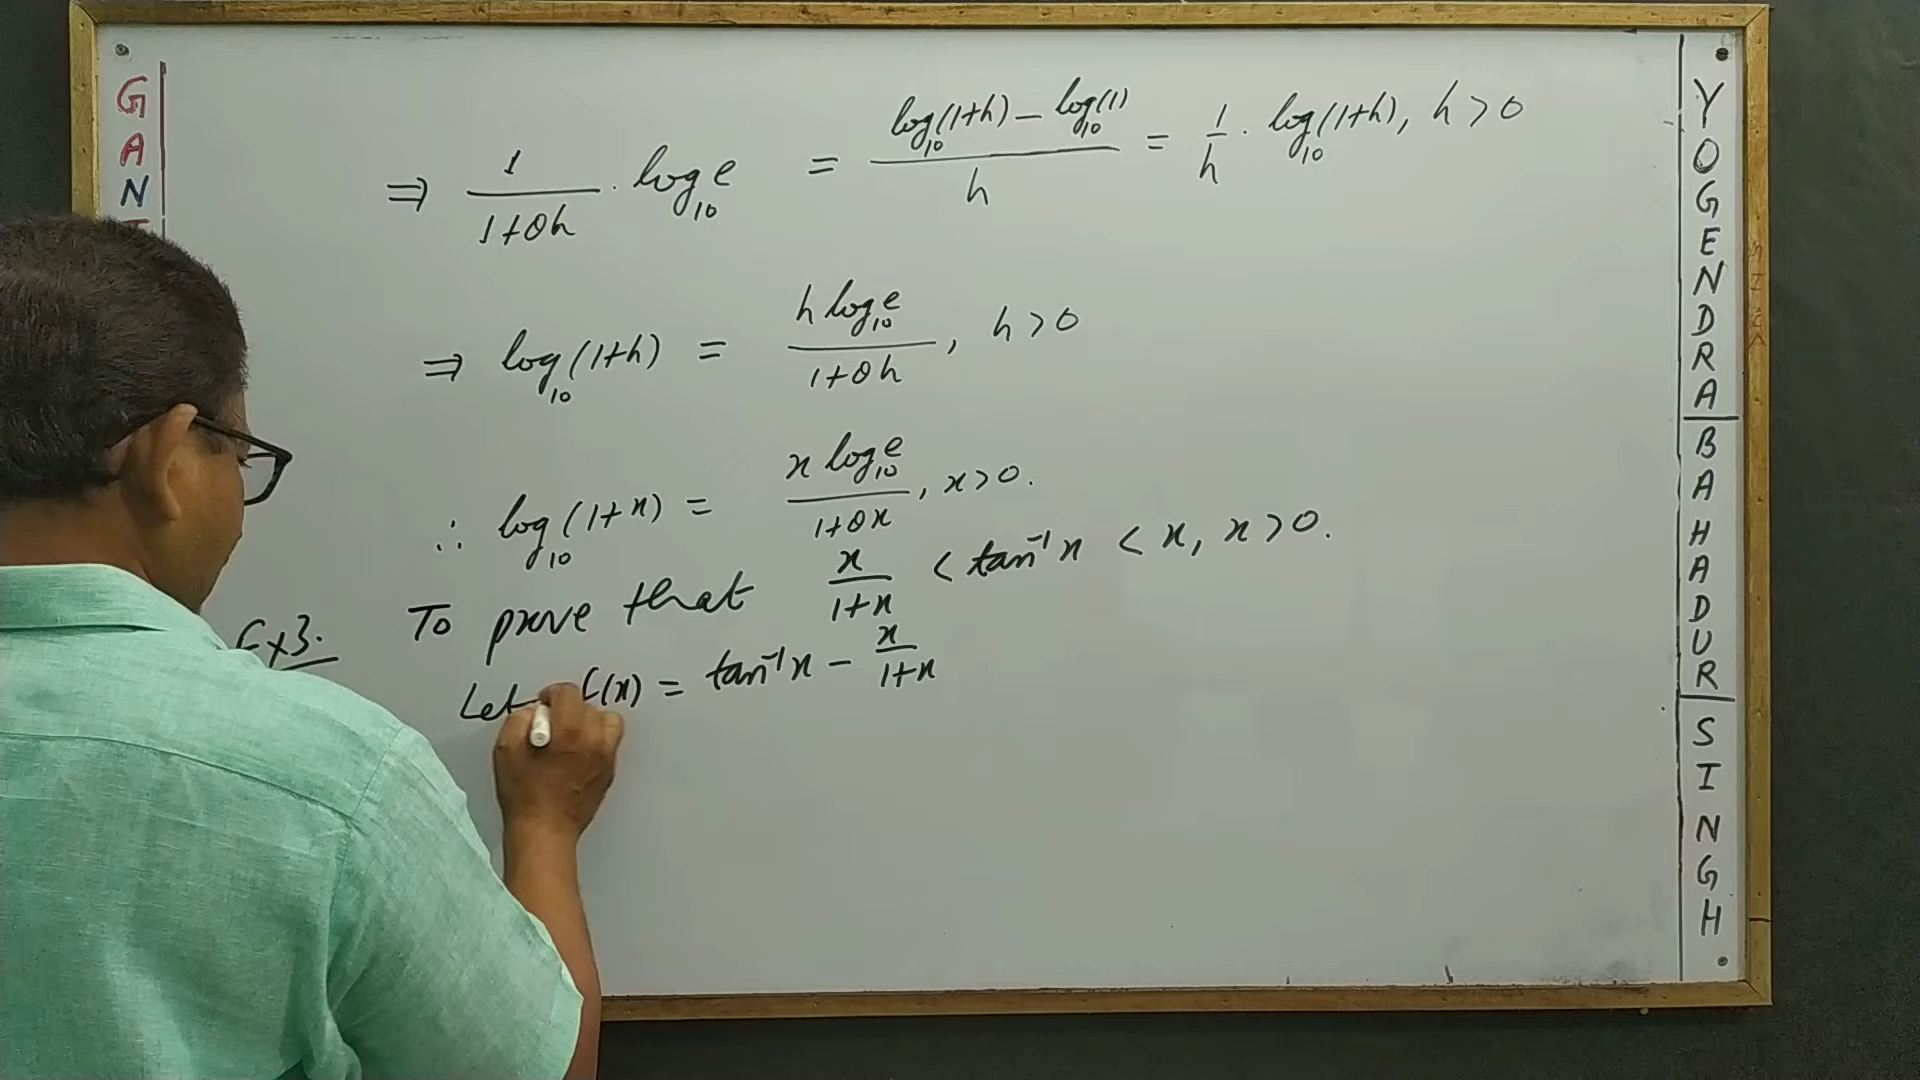 G
A
N
⇒ 1/(1+θh) · log₁₀e = (log₁₀(1+h) − log₁₀(1))/h = 1/h · log₁₀(1+h), h > 0
⇒ log₁₀(1+h) = (h log₁₀e)/(1+θh), h > 0
∴ log₁₀(1+x) = (x log₁₀e)/(1+θx), x > 0.
Ex3. To prove that x/(1+x) < tan⁻¹x < x, x > 0.
Let f(x) = tan⁻¹x − x/(1+x)
YOGENDRA
BAHADUR
SINGH